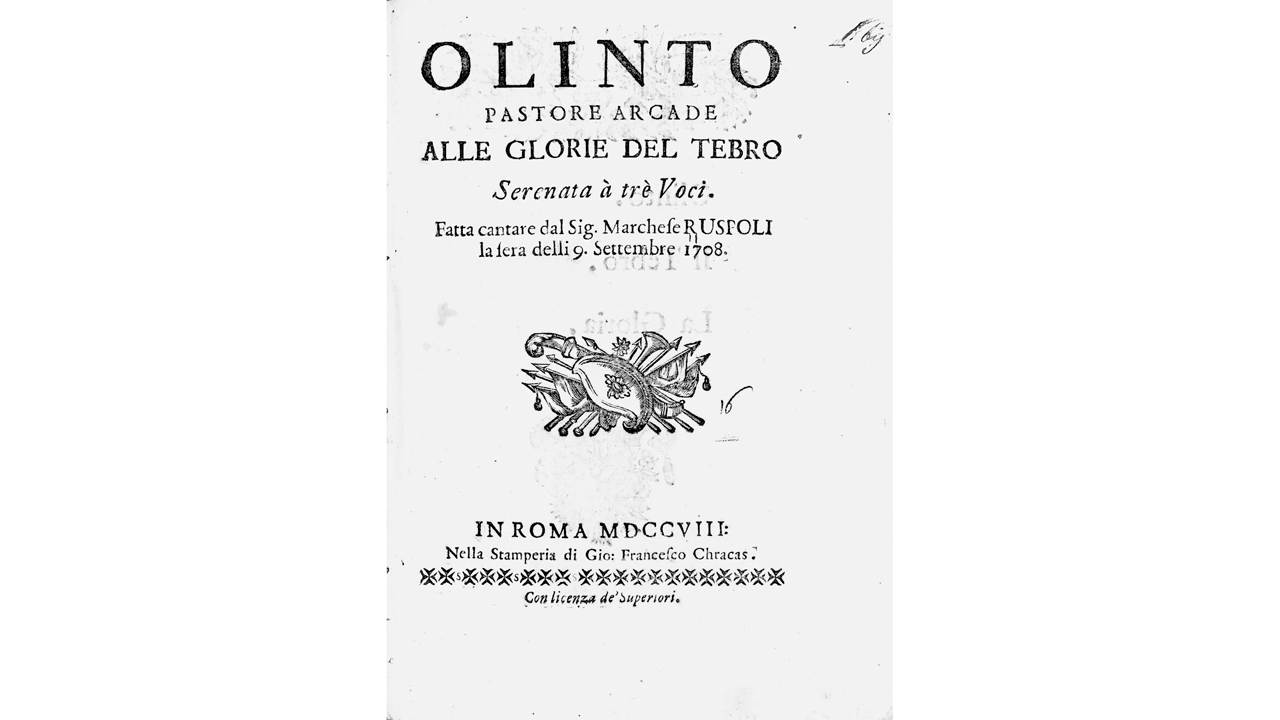 OLINTO
PASTORE ARCADE
ALLE GLORIE DEL TEBRO
Serenata à trè Voci.
Fatta cantare dal Sig. Marcheſe RUSPOLI
la ſera delli 9. Settembre 1708.
16
IN ROMA MDCCVIII:
Nella Stamperia di Gio: Franceſco Chracas.
Con licenza de' Superiori.